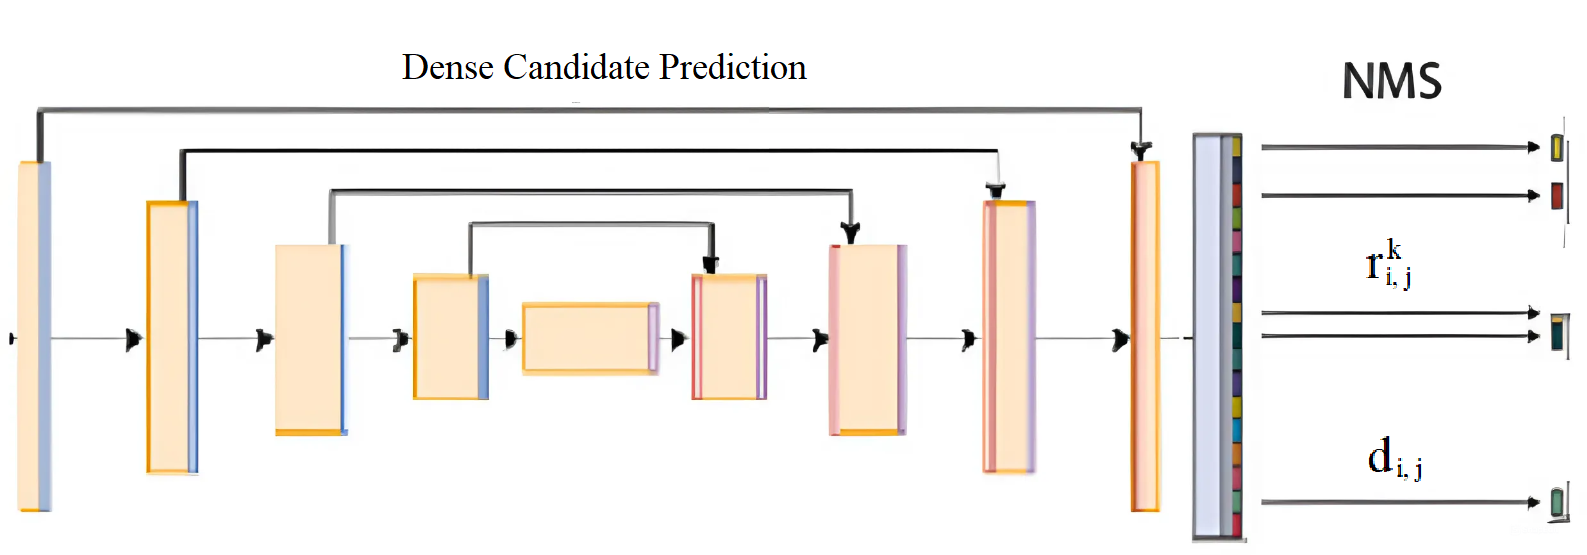 Dense Candidate Prediction
NMS
r^k_{i, j}
d_{i, j}